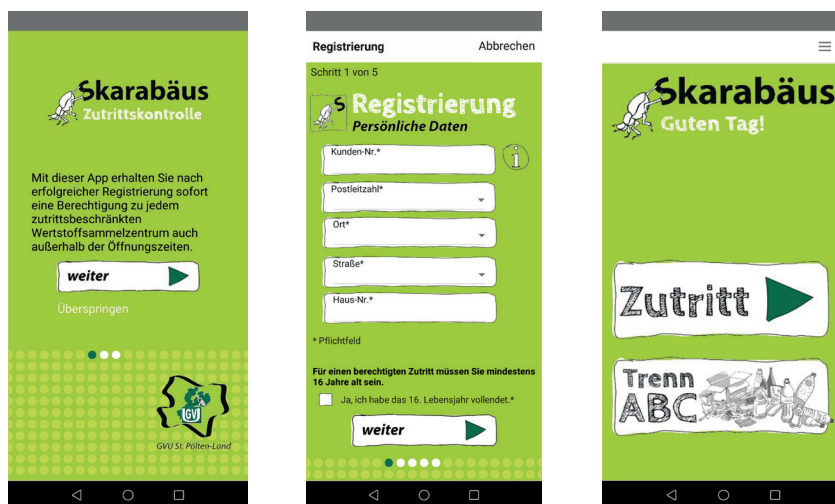 Skarabäus
Zutrittskontrolle
Mit dieser App erhalten Sie nach
erfolgreicher Registrierung sofort
eine Berechtigung zu jedem
zutrittsbeschränkten
Wertstoffsammelzentrum auch
außerhalb der Öffnungszeiten.
weiter
Überspringen
GVU
GVU St. Pölten-Land
Registrierung Abbrechen
Schritt 1 von 5
S Registrierung
Persönliche Daten
Kunden-Nr.*
i
Postleitzahl*
Ort*
Straße*
Haus-Nr.*
* Pflichtfeld
Für einen berechtigten Zutritt müssen Sie mindestens
16 Jahre alt sein.
Ja, ich habe das 16. Lebensjahr vollendet.*
weiter
Skarabäus
Guten Tag!
Zutritt
Trenn
ABC